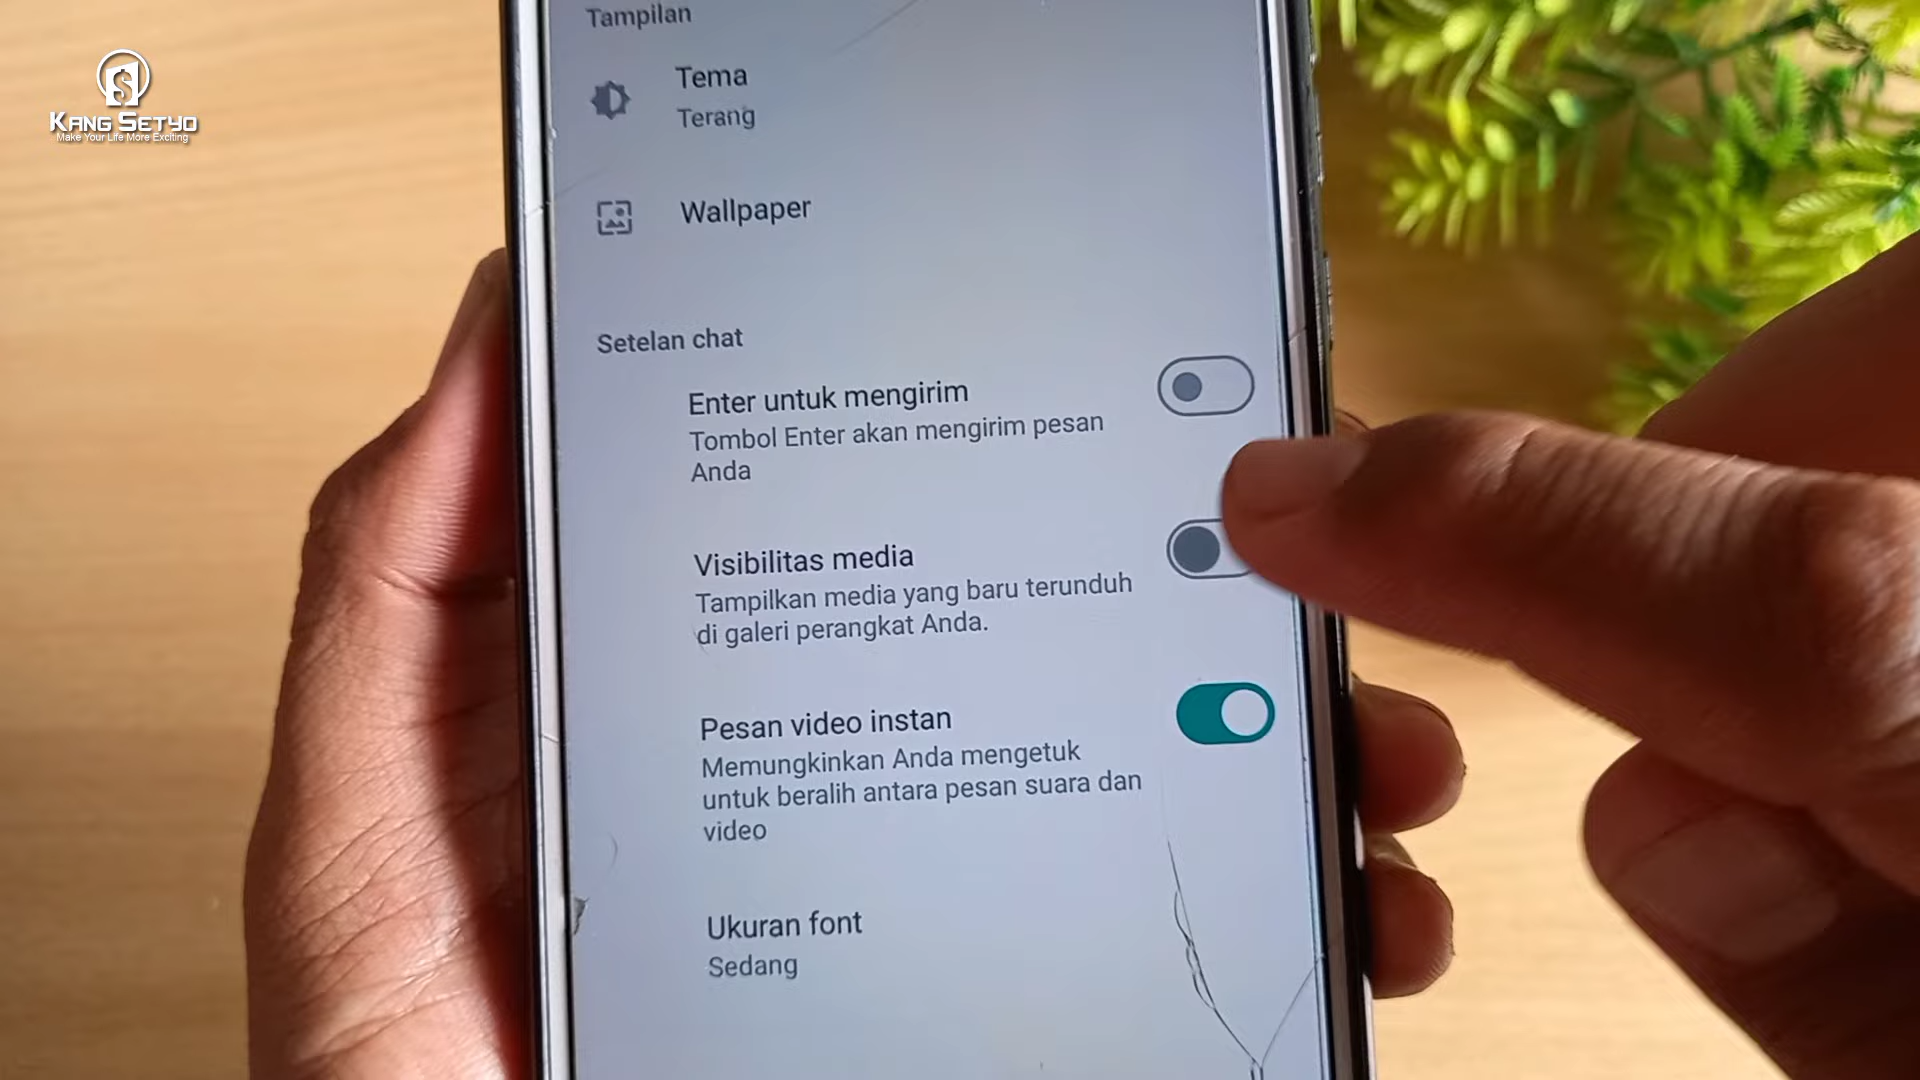 KANG SETYO
Make Your Life More Exciting
Tampilan
Tema
Terang
Wallpaper
Setelan chat
Enter untuk mengirim
Tombol Enter akan mengirim pesan
Anda
Visibilitas media
Tampilkan media yang baru terunduh
di galeri perangkat Anda.
Pesan video instan
Memungkinkan Anda mengetuk
untuk beralih antara pesan suara dan
video
Ukuran font
Sedang